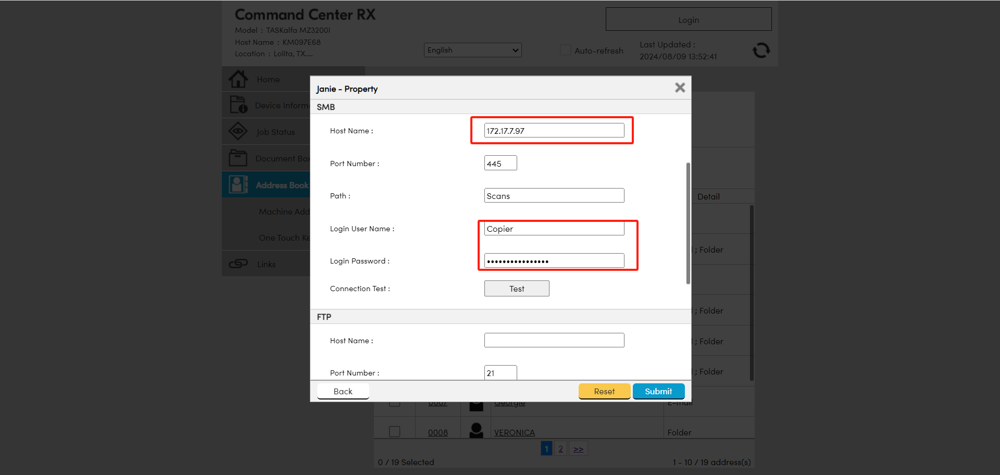 Command Center RX
Model : TASKalfa MZ3200i
Host Name : KM097E68
Location : Lolita, TX....
English
Auto-refresh
Login
Last Updated :
2024/08/09 13:52:41
Home
Device Inform
Job Status
Document Box
Address Book
Machine Add
One Touch Ke
Links
Janie - Property
SMB
Host Name :
172.17.7.97
Port Number :
445
Path :
Scans
Login User Name :
Copier
Login Password :
••••••••••••••••
Connection Test :
Test
FTP
Host Name :
Port Number :
21
Back
Reset
Submit
Detail
; Folder
; Folder
; Folder
; Folder
0007
Georgie
E-mail
0008
VERONICA
Folder
1
2
>>
0 / 19 Selected
1 - 10 / 19 address(s)